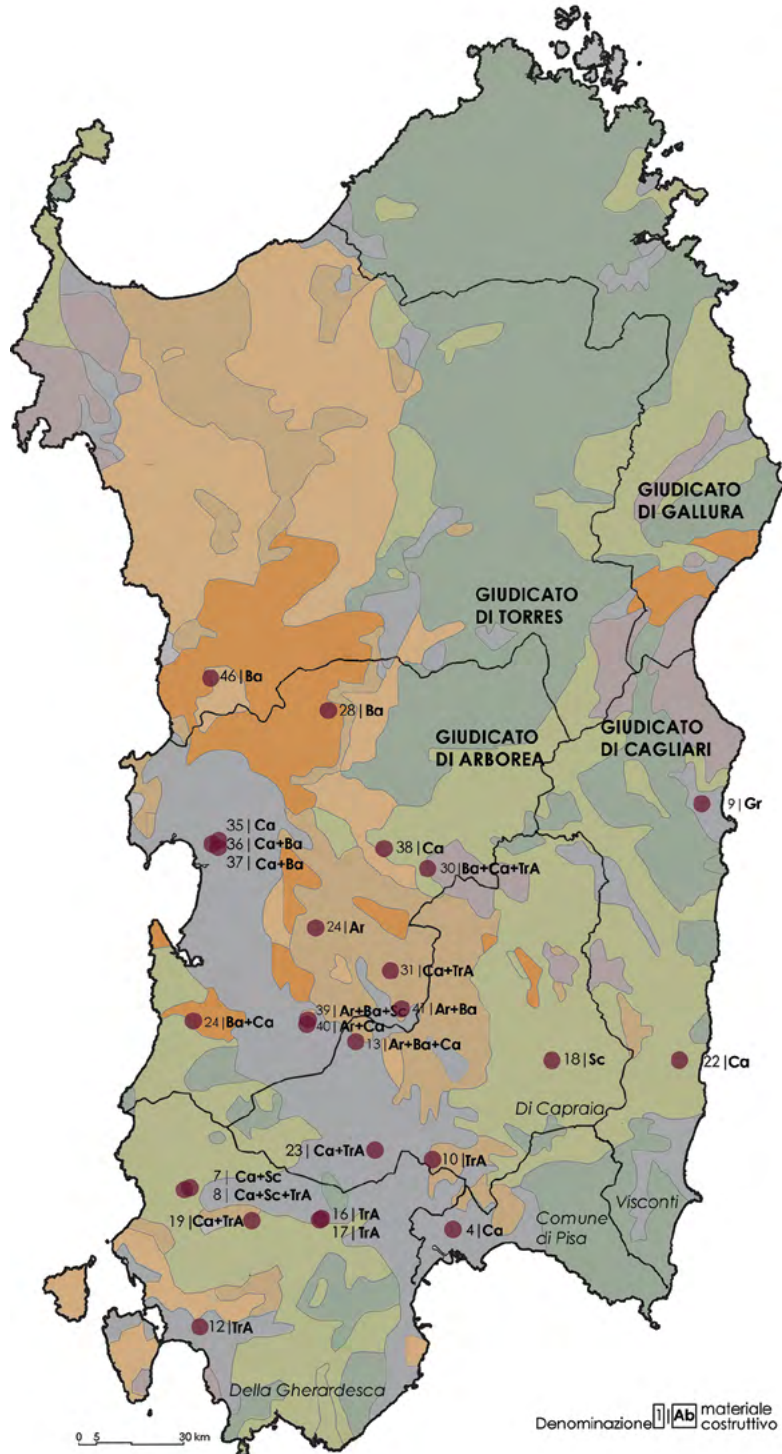 GIUDICATO
DI GALLURA
GIUDICATO
DI TORRES
46|Ba
28|Ba
GIUDICATO
DI ARBOREA
GIUDICATO
DI CAGLIARI
9|Gr
35|Ca
36|Ca+Ba
37|Ca+Ba
38|Ca
30|Ba+Ca+TrA
24|Ar
31|Ca+TrA
39|Ar+Ba+Sc
41|Ar+Ba
24|Ba+Ca
40|Ar+Ca
13|Ar+Ba+Ca
18|Sc
22|Ca
Di Capraia
23|Ca+TrA
10|TrA
7|Ca+Sc
8|Ca+Sc+TrA
Visconti
19|Ca+TrA
16|TrA
17|TrA
4|Ca
Comune
di Pisa
12|TrA
Della Gherardesca
0 5 30 km
Denominazione 1|Ab materiale
costruttivo